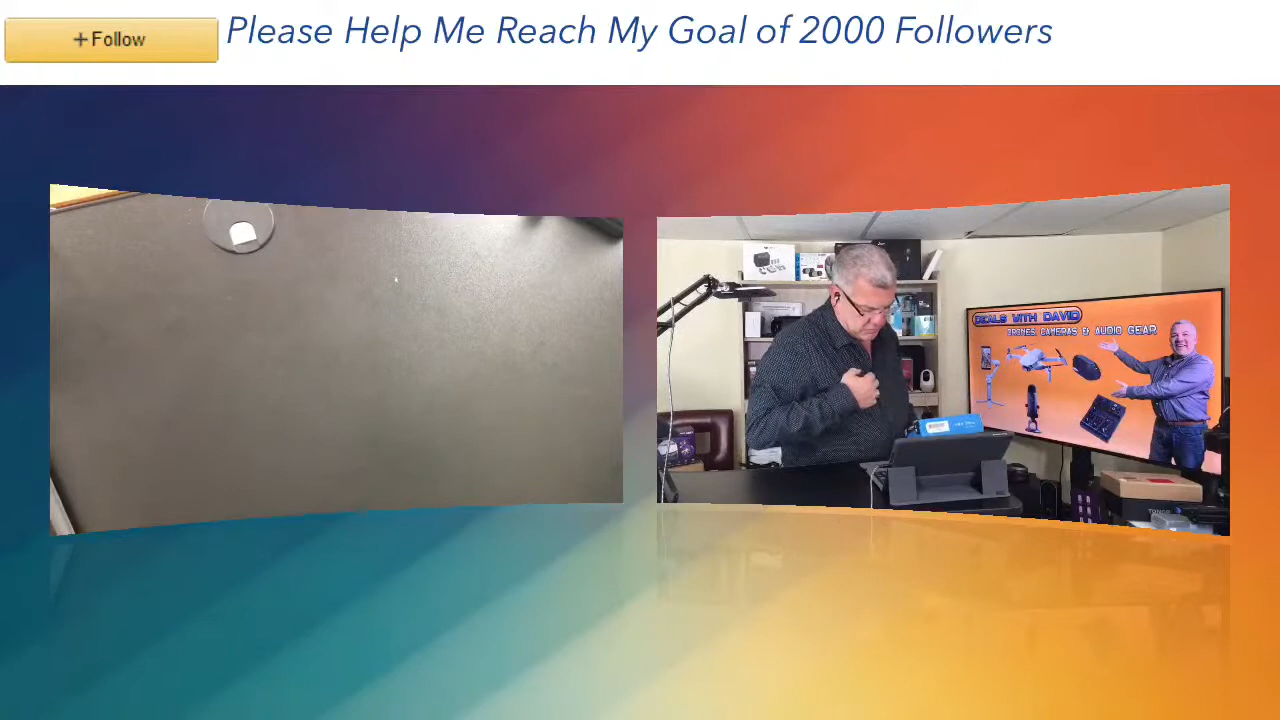 +Follow
Please Help Me Reach My Goal of 2000 Followers
DEALS WITH DAVID
DRONES CAMERAS & AUDIO GEAR